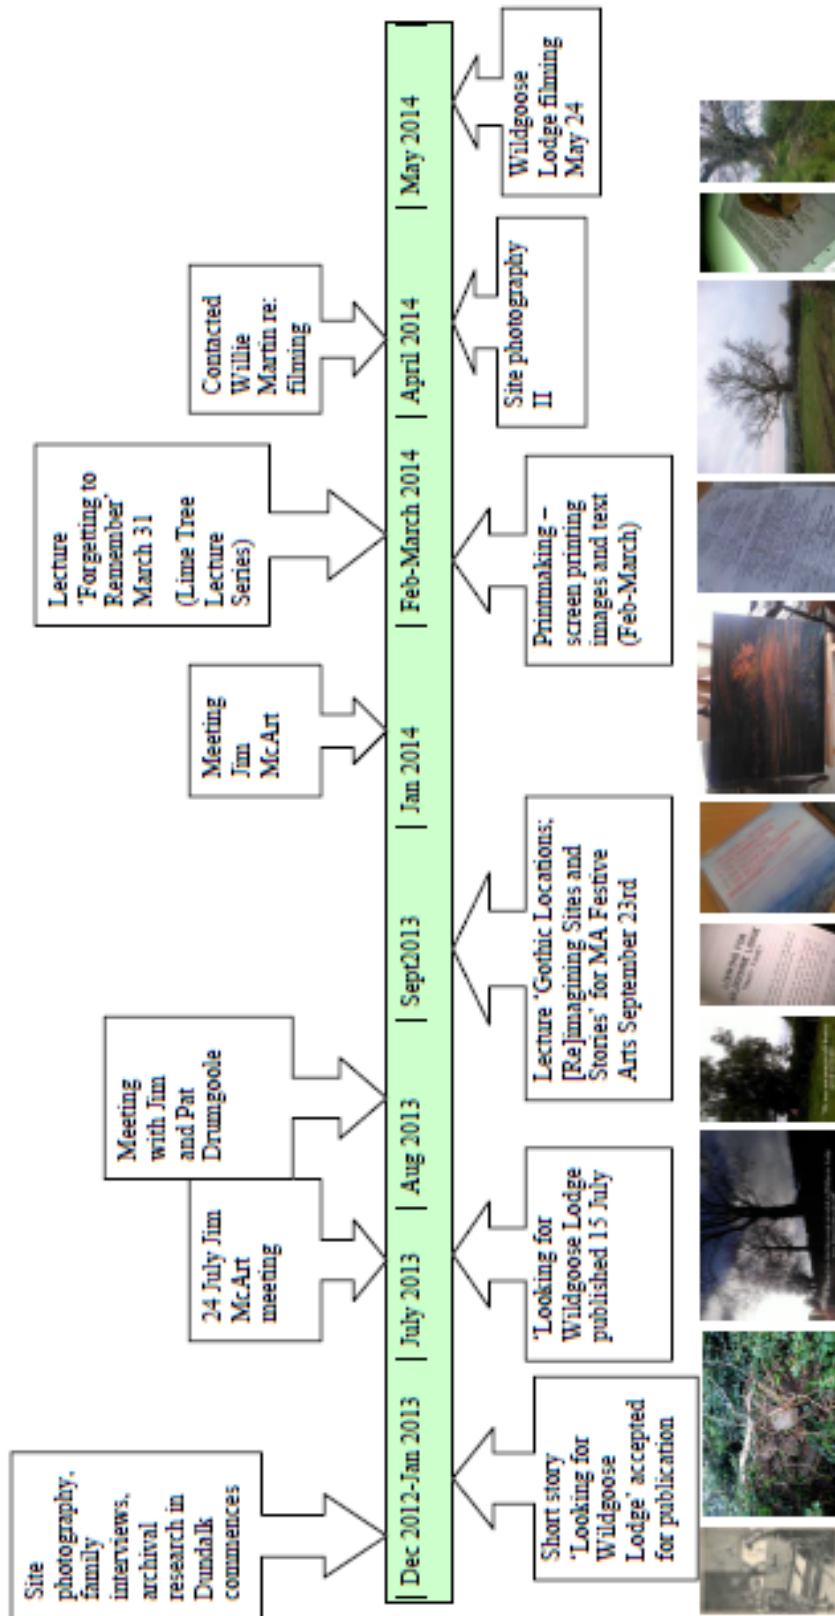 Site
photography,
family
interviews,
archival
research in
Dundalk
commences
24 July Jim
McArt
meeting
Meeting
with Jim
and Pat
Drumgoole
Meeting
Jim
McArt
Lecture
'Forgetting to
Remember'
March 31
(Lime Tree
Lecture
Series)
Contacted
Willie
Martin re:
filming
| Dec 2012-Jan 2013
| July 2013
| Aug 2013
| Sept2013
| Jan 2014
| Feb-March 2014
| April 2014
| May 2014
Short story
'Looking for
Wildgoose
Lodge' accepted
for publication
'Looking for
Wildgoose Lodge
published 15 July
Lecture 'Gothic Locations:
[Re]imagining Sites and
Stories' for MA Festive
Arts September 23rd
Printmaking –
screen printing
images and text
(Feb-March)
Site photography
II
Wildgoose
Lodge filming
May 24
LOOKING FOR
WILDGOOSE LODGE